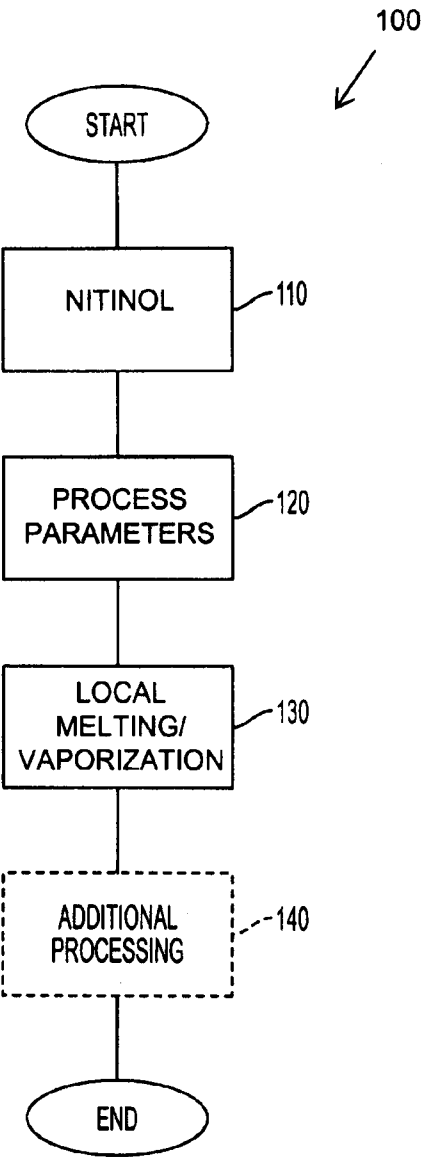 100
START
NITINOL
110
PROCESS
PARAMETERS
120
LOCAL
MELTING/
VAPORIZATION
130
ADDITIONAL
PROCESSING
140
END